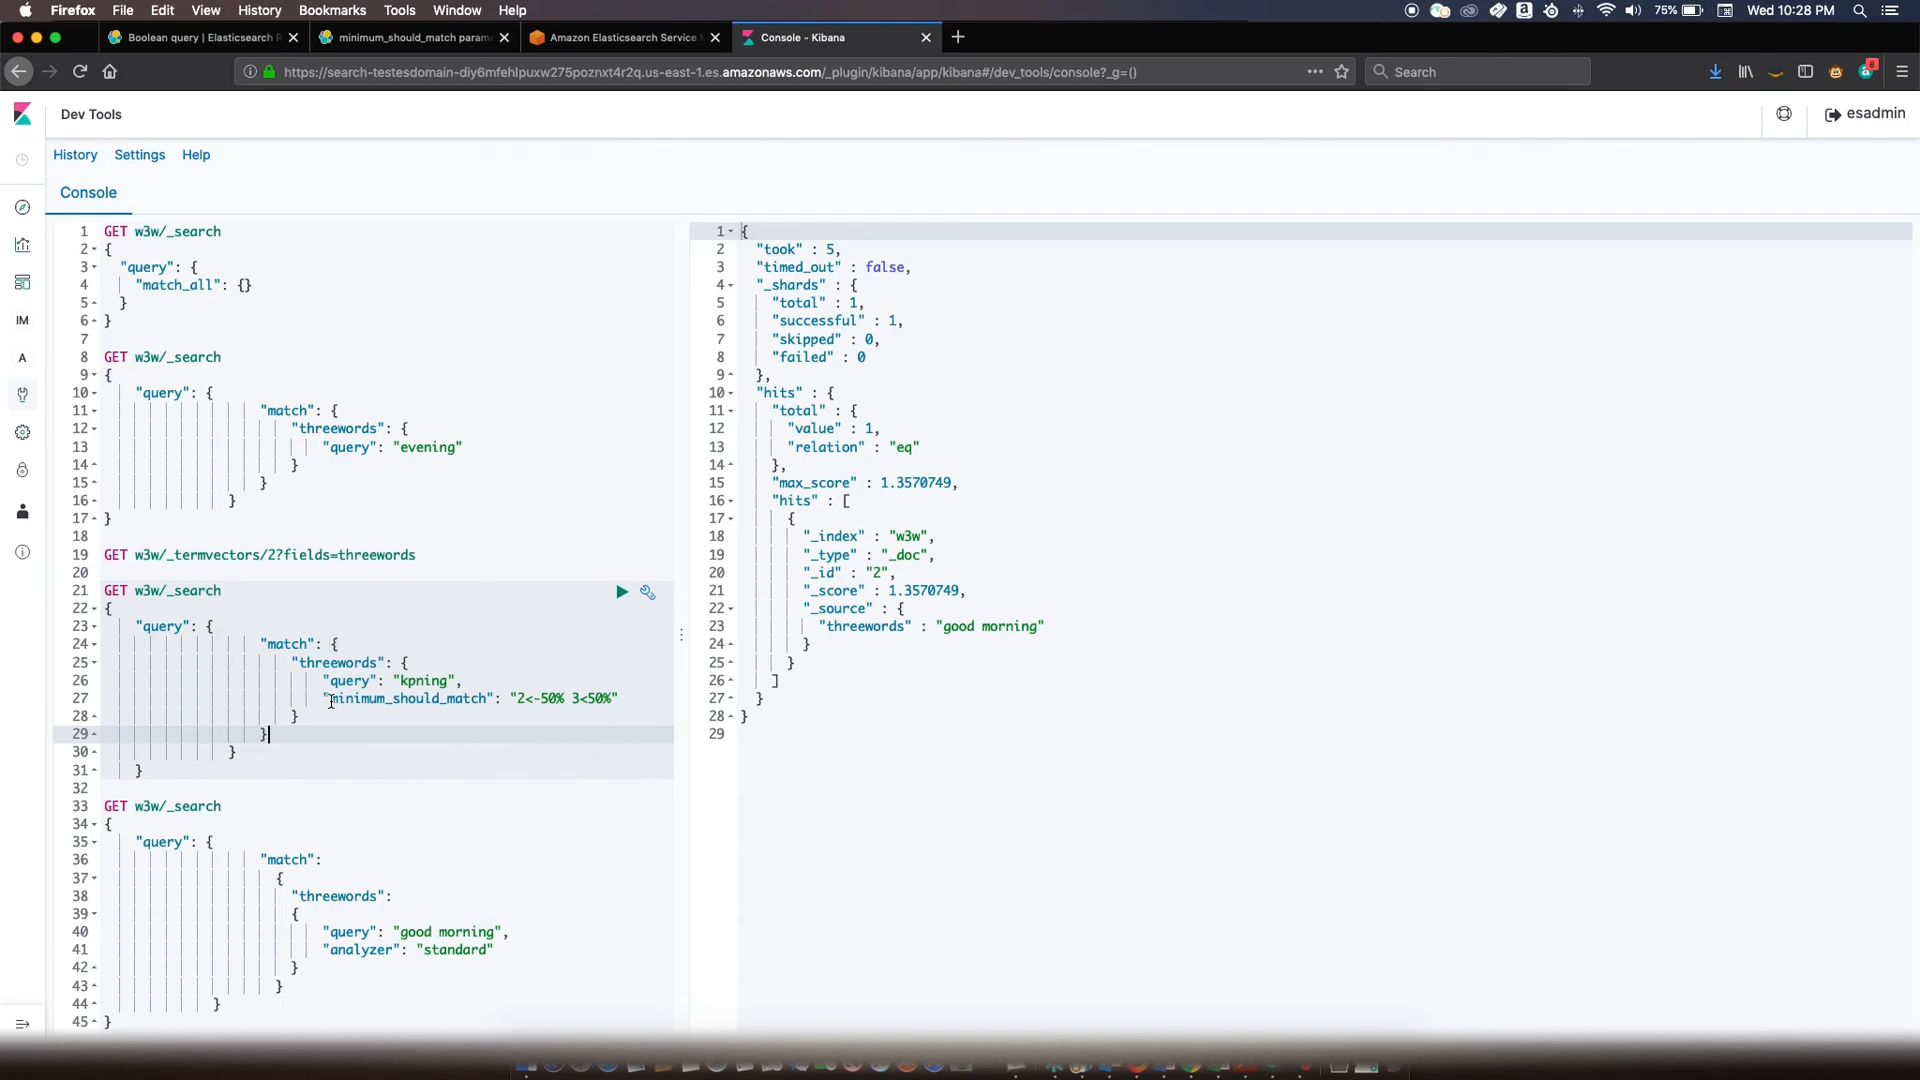 Firefox File Edit View History Bookmarks Tools Window Help 75% Wed 10:28 PM
Boolean query | Elasticsearch R minimum_should_match param Amazon Elasticsearch Service Console - Kibana
https://search-testesdomain-diy6mfehlpuxw275poznxt4r2q.us-east-1.es.amazonaws.com/_plugin/kibana/app/kibana#/dev_tools/console?_g=() Search 8
Dev Tools esadmin
History Settings Help
Console
IM
A
1 GET w3w/_search
2 {
3 "query": {
4 "match_all": {}
5 }
6 }
7
8 GET w3w/_search
9 {
10 "query": {
11 "match": {
12 "threewords": {
13 "query": "evening"
14 }
15 }
16 }
17 }
18
19 GET w3w/_termvectors/2?fields=threewords
20
21 GET w3w/_search
22 {
23 "query": {
24 "match": {
25 "threewords": {
26 "query": "kpning",
27 "minimum_should_match": "2<-50% 3<50%"
28 }
29 }
30 }
31 }
32
33 GET w3w/_search
34 {
35 "query": {
36 "match":
37 {
38 "threewords":
39 {
40 "query": "good morning",
41 "analyzer": "standard"
42 }
43 }
44 }
45 }
1 {
2 "took" : 5,
3 "timed_out" : false,
4 "_shards" : {
5 "total" : 1,
6 "successful" : 1,
7 "skipped" : 0,
8 "failed" : 0
9 },
10 "hits" : {
11 "total" : {
12 "value" : 1,
13 "relation" : "eq"
14 },
15 "max_score" : 1.3570749,
16 "hits" : [
17 {
18 "_index" : "w3w",
19 "_type" : "_doc",
20 "_id" : "2",
21 "_score" : 1.3570749,
22 "_source" : {
23 "threewords" : "good morning"
24 }
25 }
26 ]
27 }
28 }
29